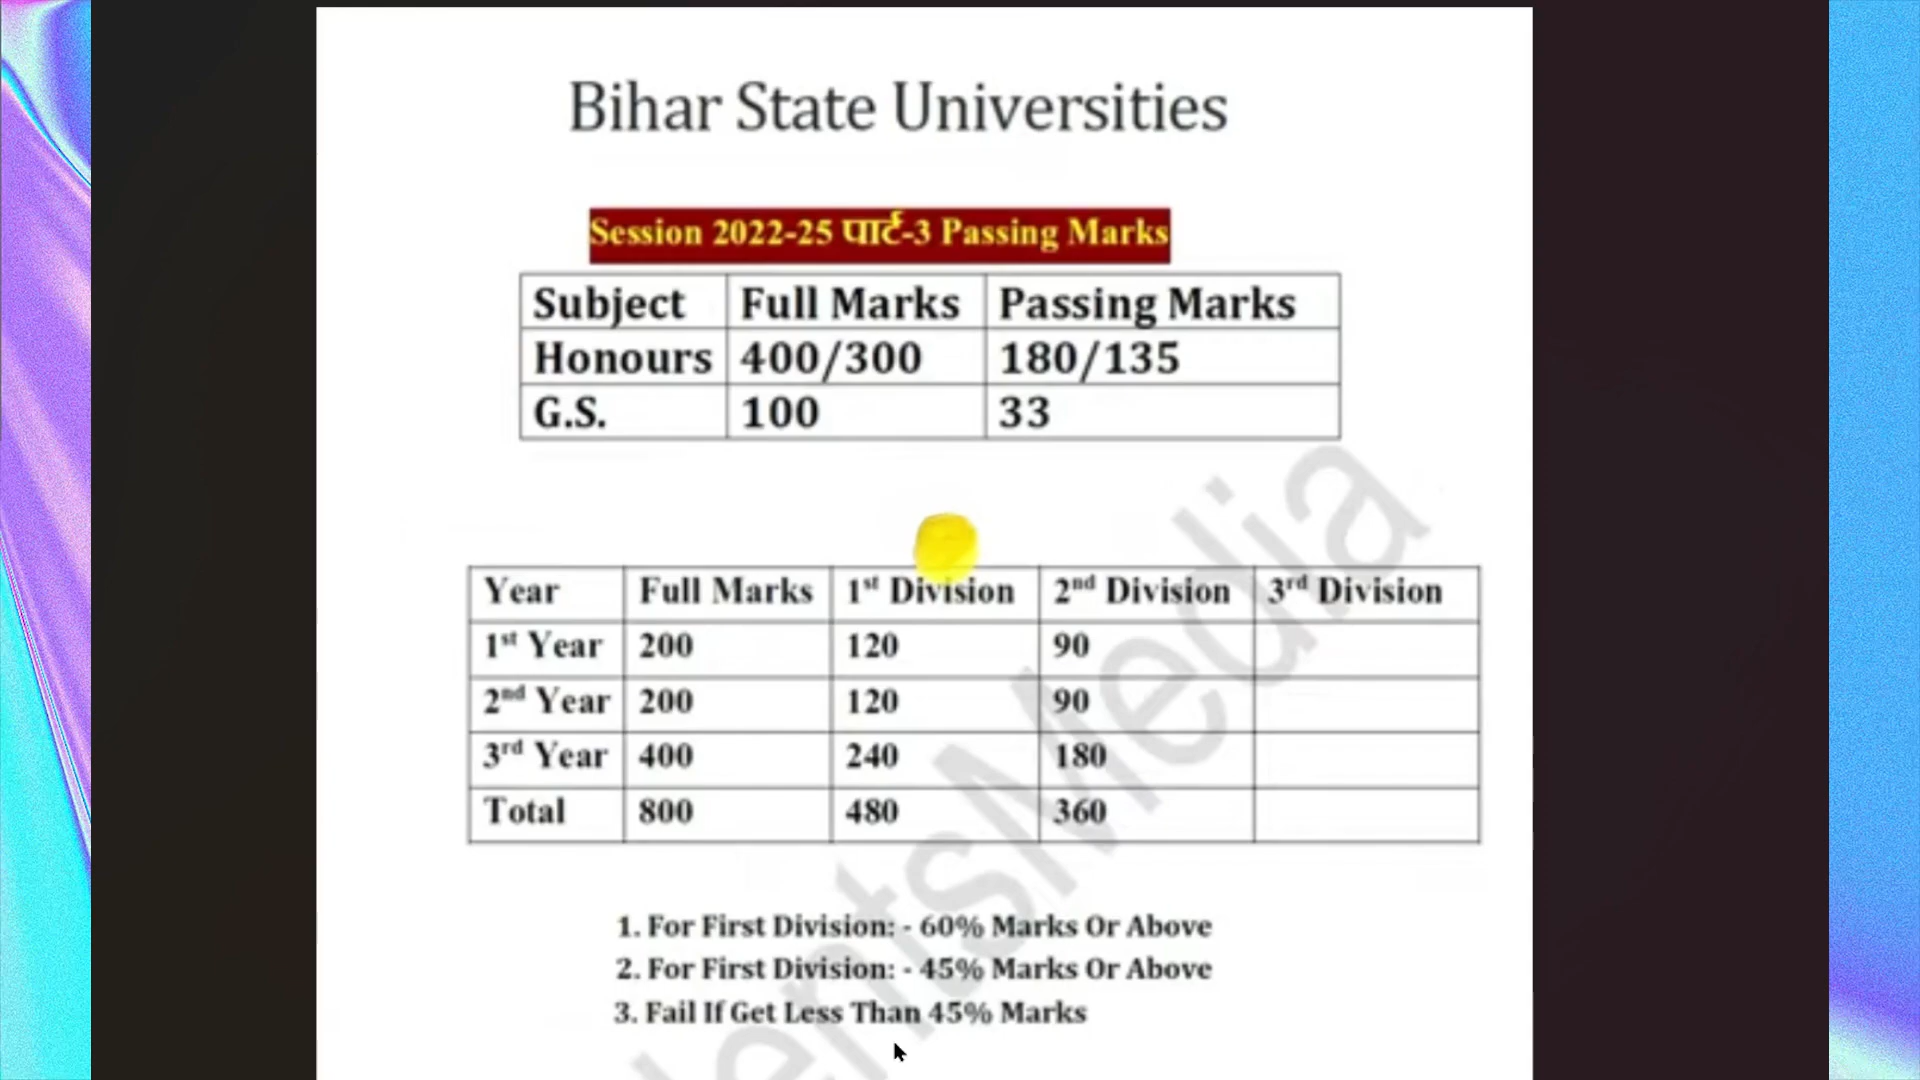 Bihar State Universities
Session 2022-25 पार्ट-3 Passing Marks
Subject Full Marks Passing Marks
Honours 400/300 180/135
G.S. 100 33
Year Full Marks 1st Division 2nd Division 3rd Division
1st Year 200 120 90
2nd Year 200 120 90
3rd Year 400 240 180
Total 800 480 360
1. For First Division: - 60% Marks Or Above
2. For First Division: - 45% Marks Or Above
3. Fail If Get Less Than 45% Marks
entsMedia